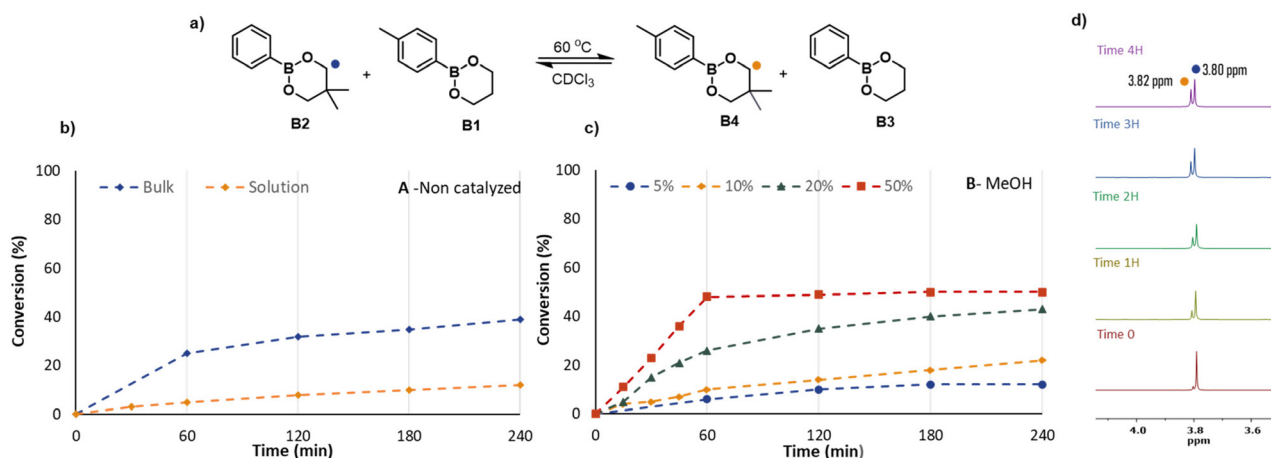 a)
B
O
O
B2
+
B
O
O
B1
60 °C
CDCl3
B
O
O
B4
+
B
O
O
B3
b)
100
80
60
40
20
0
Conversion (%)
Bulk
Solution
A -Non catalyzed
0
60
120
180
240
Time (min)
c)
100
80
60
40
20
0
Conversion (%)
5%
10%
20%
50%
B- MeOH
0
60
120
180
240
Time (min)
d)
Time 4H
3.82 ppm
3.80 ppm
Time 3H
Time 2H
Time 1H
Time 0
4.0
3.8
3.6
ppm